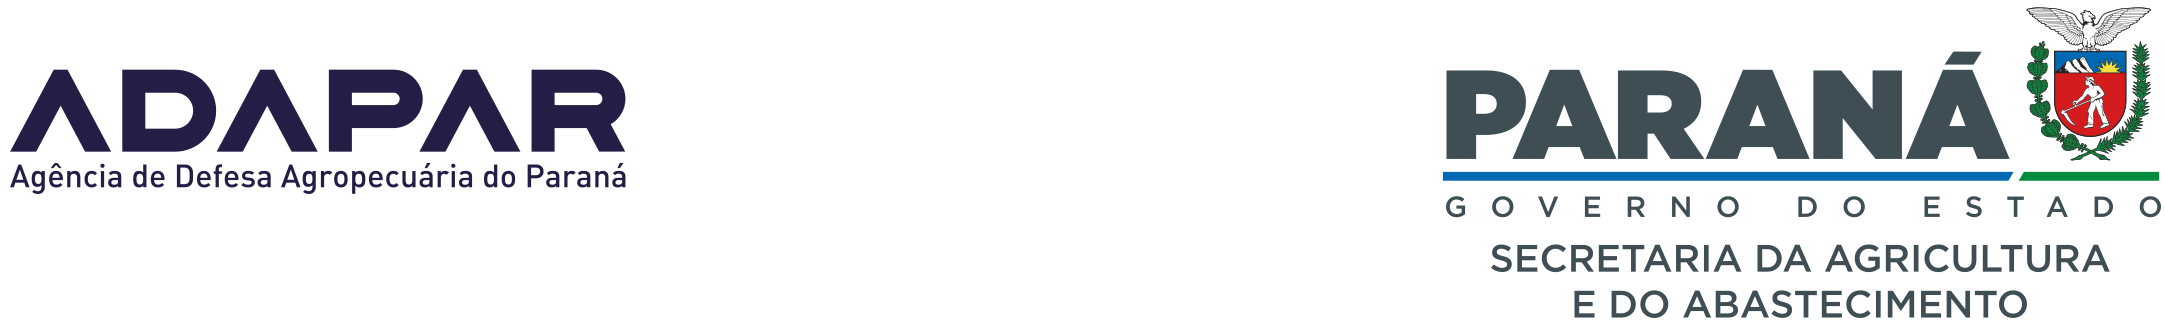 ADAPAR
Agência de Defesa Agropecuária do Paraná
PARANÁ
GOVERNO DO ESTADO
SECRETARIA DA AGRICULTURA
E DO ABASTECIMENTO